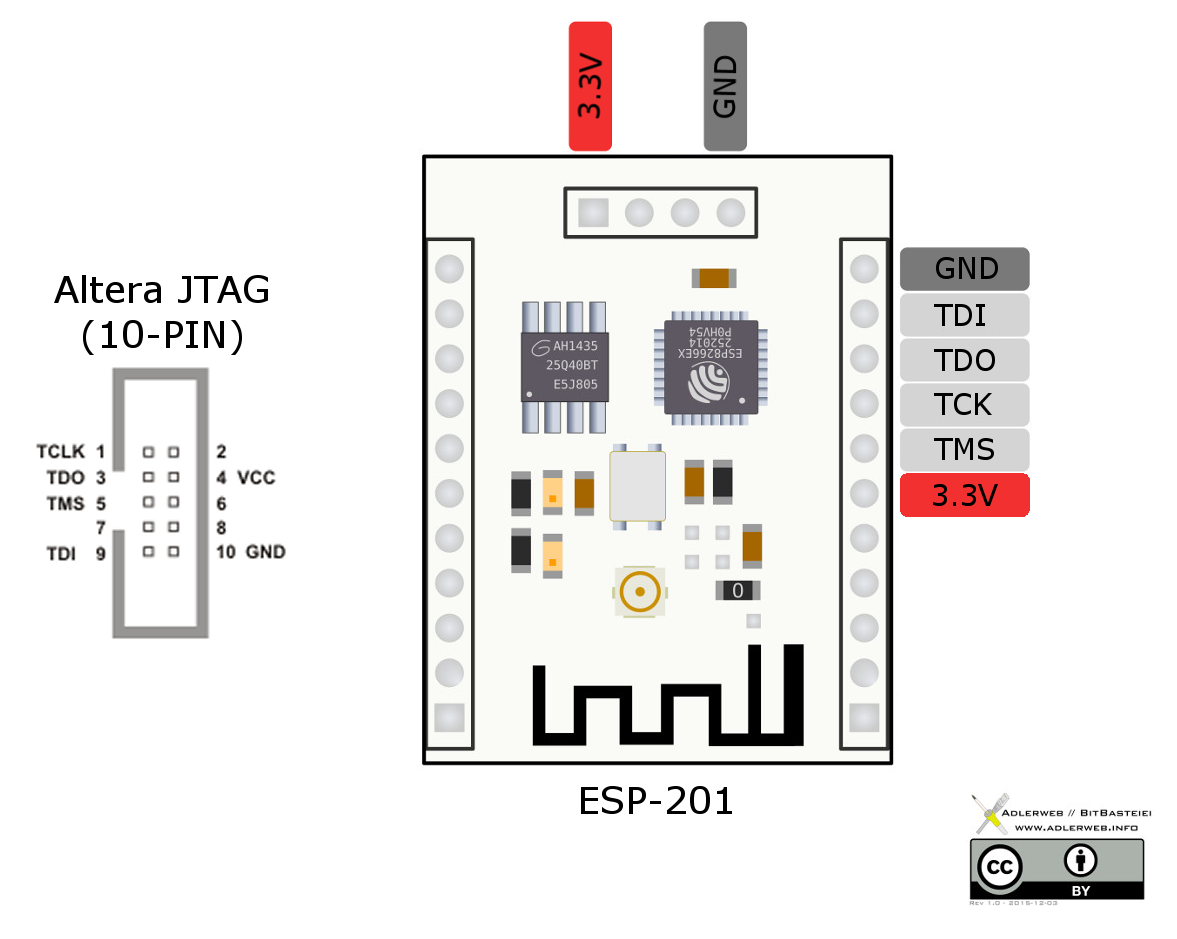 3.3V
GND
Altera JTAG
(10-PIN)
TCLK 1
2
TDO 3
4 VCC
TMS 5
6
7
8
TDI 9
10 GND
AH1435
25Q40BT
E5J805
ESP8266EX
252014
P0HV54
0
GND
TDI
TDO
TCK
TMS
3.3V
ESP-201
Adlerweb // BitBasteiei
www.adlerweb.info
cc
BY
Rev 1.0 - 2015-12-03